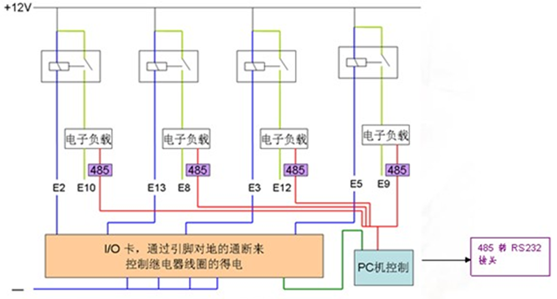 +12V
电子负载
电子负载
电子负载
电子负载
485
485
485
485
E2
E10
E13
E8
E3
E12
E5
E9
I/O 卡，通过引脚对地的通断来
控制继电器线圈的得电
PC机控制
485 转 RS232
接头